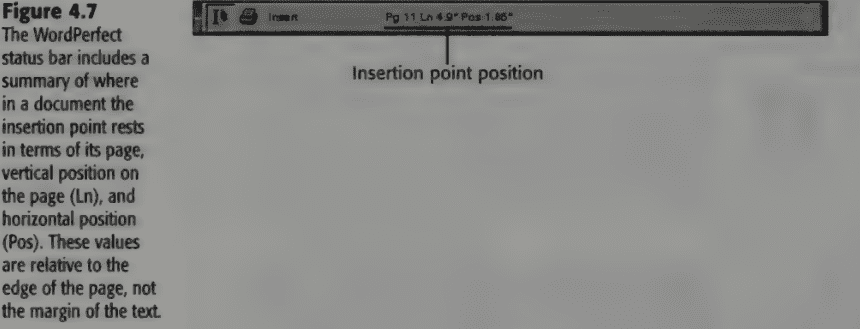 Figure 4.7
The WordPerfect
status bar includes a
summary of where
in a document the
insertion point rests
in terms of its page,
vertical position on
the page (Ln), and
horizontal position
(Pos). These values
are relative to the
edge of the page, not
the margin of the text.
Insert Pg 11 Ln 4.9" Pos 1.86"
Insertion point position